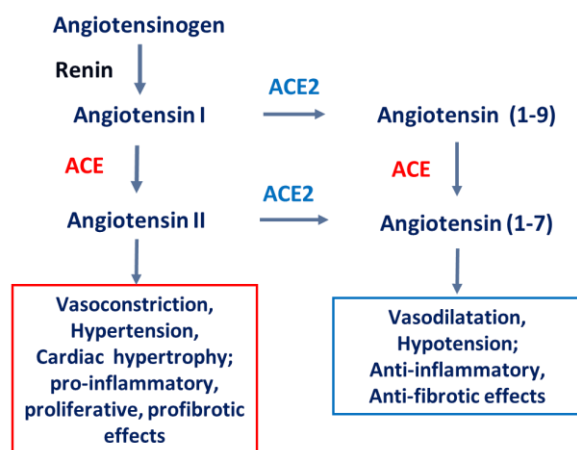 Angiotensinogen
Renin
ACE2
Angiotensin I
Angiotensin (1-9)
ACE
ACE
ACE2
Angiotensin II
Angiotensin (1-7)
Vasoconstriction,
Hypertension,
Cardiac hypertrophy;
pro-inflammatory,
proliferative, profibrotic
effects
Vasodilatation,
Hypotension;
Anti-inflammatory,
Anti-fibrotic effects